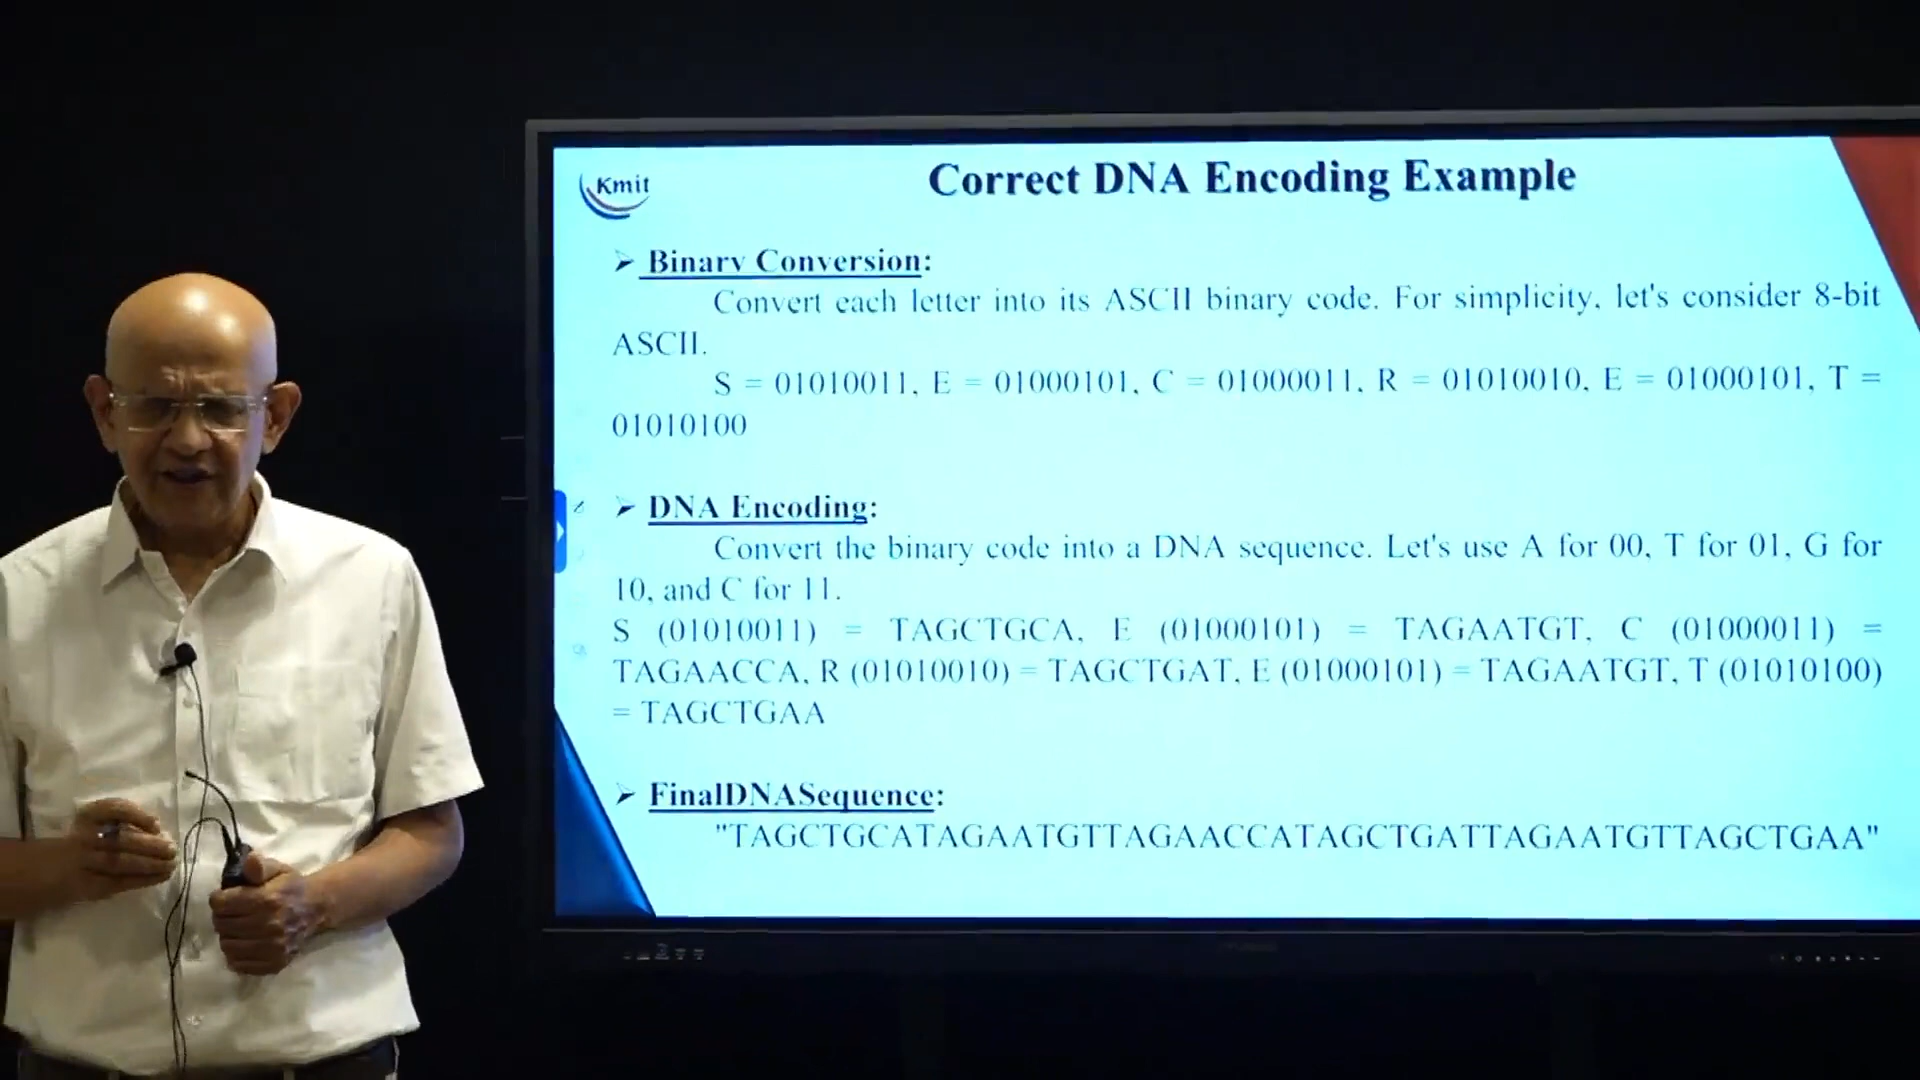 Kmit
Correct DNA Encoding Example
➢ Binary Conversion:
Convert each letter into its ASCII binary code. For simplicity, let's consider 8-bit
ASCII.
S = 01010011, E = 01000101, C = 01000011, R = 01010010, E = 01000101, T =
01010100
➢ DNA Encoding:
Convert the binary code into a DNA sequence. Let's use A for 00, T for 01, G for
10, and C for 11.
S (01010011) = TAGCTGCA, E (01000101) = TAGAATGT, C (01000011) =
TAGAACCA, R (01010010) = TAGCTGAT, E (01000101) = TAGAATGT, T (01010100)
= TAGCTGAA
➢ FinalDNASequence:
"TAGCTGCATAGAATGTTAGAACCATAGCTGATTAGAATGTTAGCTGAA"